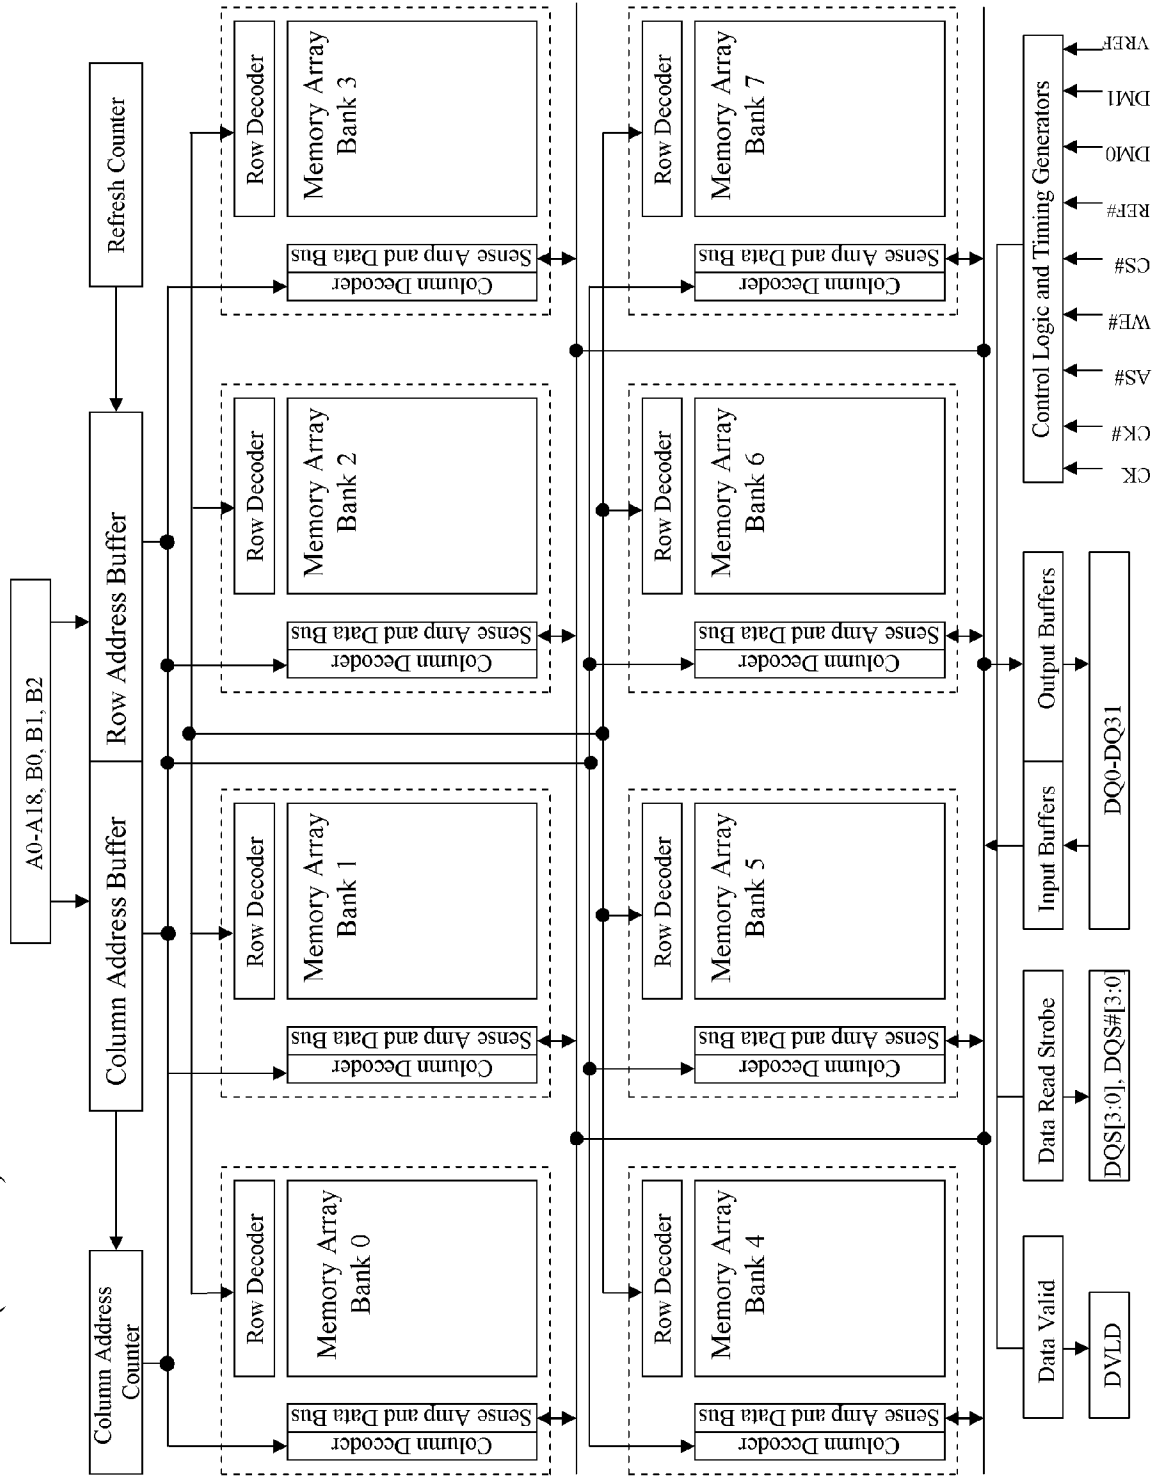 A0-A18, B0, B1, B2
Column Address
Counter
Column Address Buffer
Row Address Buffer
Refresh Counter
Column Decoder
Sense Amp and Data
Bus
Row Decoder
Memory Array
Bank 0
Column Decoder
Sense Amp and Data
Bus
Row Decoder
Memory Array
Bank 1
Column Decoder
Sense Amp and Data
Bus
Row Decoder
Memory Array
Bank 2
Column Decoder
Sense Amp and Data
Bus
Row Decoder
Memory Array
Bank 3
Column Decoder
Sense Amp and Data
Bus
Row Decoder
Memory Array
Bank 4
Column Decoder
Sense Amp and Data
Bus
Row Decoder
Memory Array
Bank 5
Column Decoder
Sense Amp and Data
Bus
Row Decoder
Memory Array
Bank 6
Column Decoder
Sense Amp and Data
Bus
Row Decoder
Memory Array
Bank 7
Data Valid
DVLD
Data Read Strobe
DQS[3:0], DQS#[3:0]
Input Buffers
Output Buffers
DQ0-DQ31
Control Logic and Timing Generators
CK
CK#
AS#
WE#
CS#
REF#
DM0
DM1
VREF